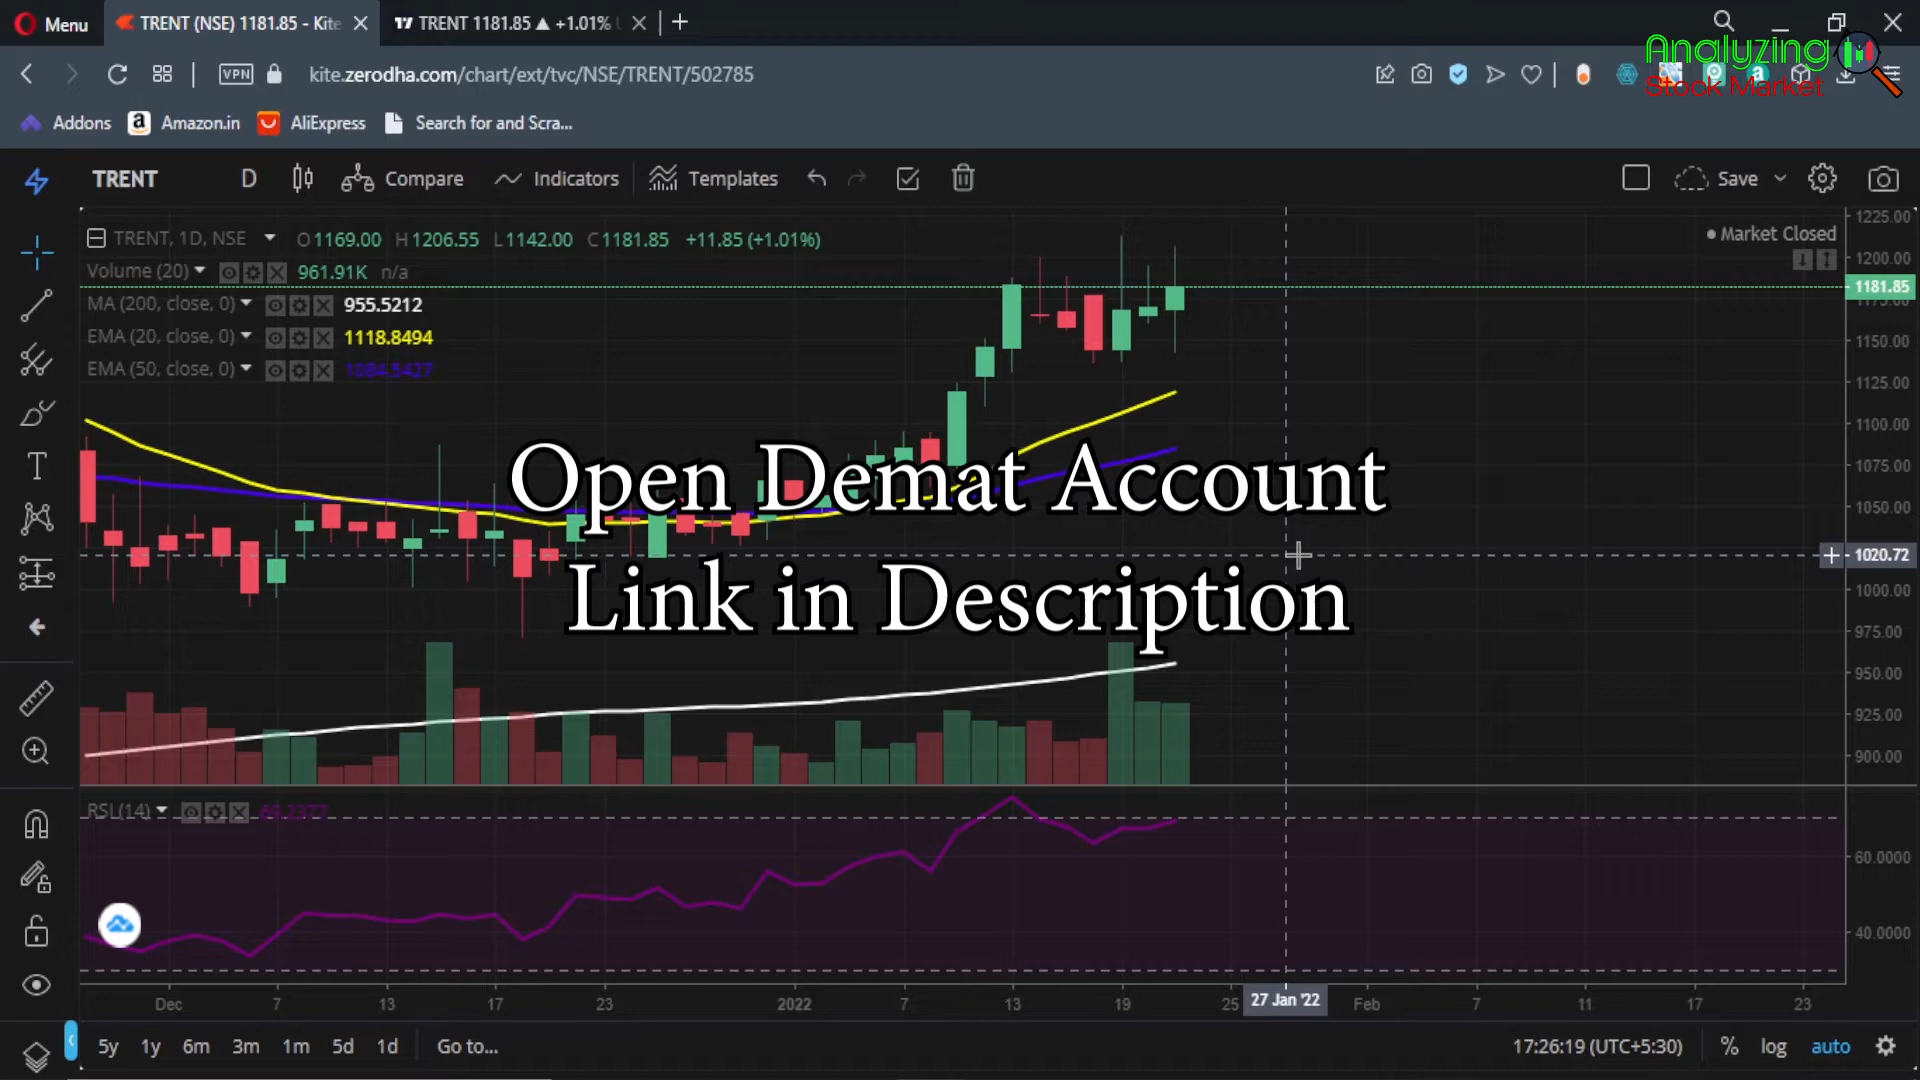 Menu
TRENT (NSE) 1181.85 - Kite
TRENT 1181.85 ▲ +1.01%
Analyzing
Stock Market
VPN
kite.zerodha.com/chart/ext/tvc/NSE/TRENT/502785
Addons
Amazon.in
AliExpress
Search for and Scra...
TRENT
D
Compare
Indicators
Templates
Save
TRENT, 1D, NSE
O1169.00 H1206.55 L1142.00 C1181.85 +11.85 (+1.01%)
Market Closed
Volume (20)
961.91K n/a
MA (200, close, 0)
955.5212
EMA (20, close, 0)
1118.8494
EMA (50, close, 0)
1084.5427
Open Demat Account
Link in Description
1225.00
1200.00
1181.85
1175.00
1150.00
1125.00
1100.00
1075.00
1050.00
1020.72
1000.00
975.00
950.00
925.00
900.00
RSI (14)
69.2377
60.0000
40.0000
Dec 7 13 17 23 2022 7 13 19 25 27 Jan '22 Feb 7 11 17 23
5y 1y 6m 3m 1m 5d 1d Go to...
17:26:19 (UTC+5:30) % log auto